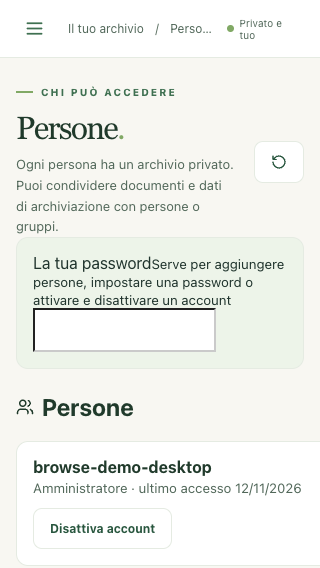 Il tuo archivio / Perso... Privato e
tuo
CHI PUÒ ACCEDERE
Persone.
Ogni persona ha un archivio privato.
Puoi condividere documenti e dati
di archiviazione con persone o
gruppi.
La tua passwordServe per aggiungere
persone, impostare una password o
attivare e disattivare un account
Persone
browse-demo-desktop
Amministratore · ultimo accesso 12/11/2026
Disattiva account